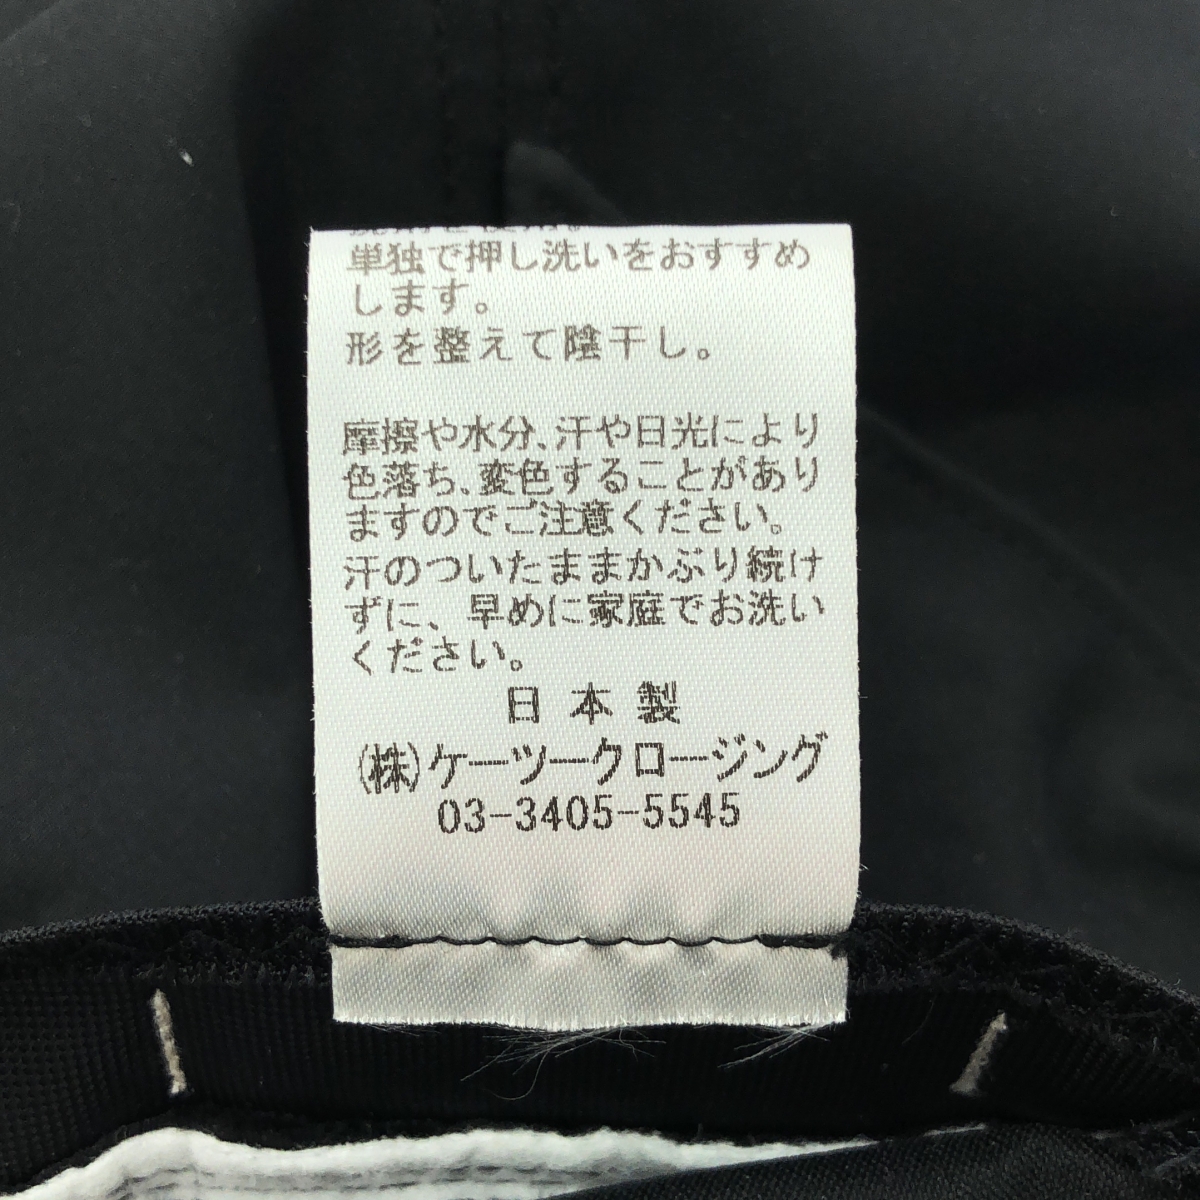 単独で押し洗いをおすすめ
します。
形を整えて陰干し。
摩擦や水分、汗や日光により
色落ち、変色することがあり
ますのでご注意ください。
汗のついたままかぶり続け
ずに、早めに家庭でお洗い
ください。
日本製
(株)ケーツークロージング
03-3405-5545